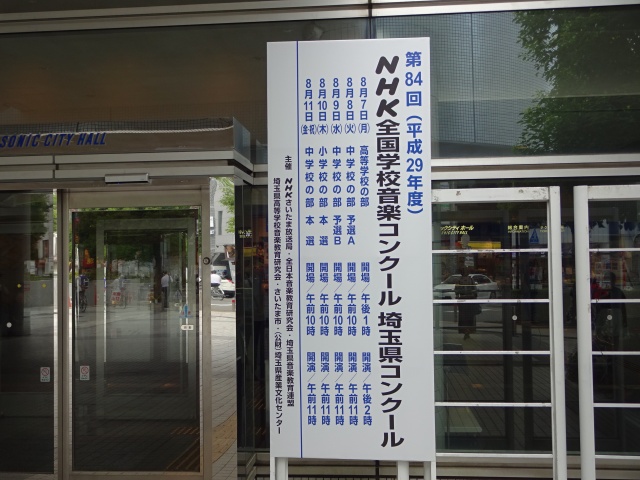 SONIC CITY HALL
第84回(平成29年度)
NHK全国学校音楽コンクール 埼玉県コンクール
8月7日(月) 高等学校の部 開場/午後1時 開演/午後2時
8月8日(火) 中学校の部 予選A 開場/午前10時 開演/午前11時
8月9日(水) 中学校の部 予選B 開場/午前10時 開演/午前11時
8月10日(木) 小学校の部 本選 開場/午前10時 開演/午前11時
8月11日(金・祝) 中学校の部 本選 開場/午前10時 開演/午前11時
主催 NHKさいたま放送局・全日本音楽教育研究会・埼玉県音楽教育連盟
埼玉県高等学校音楽教育研究会・さいたま市・(公財)埼玉県産業文化センター